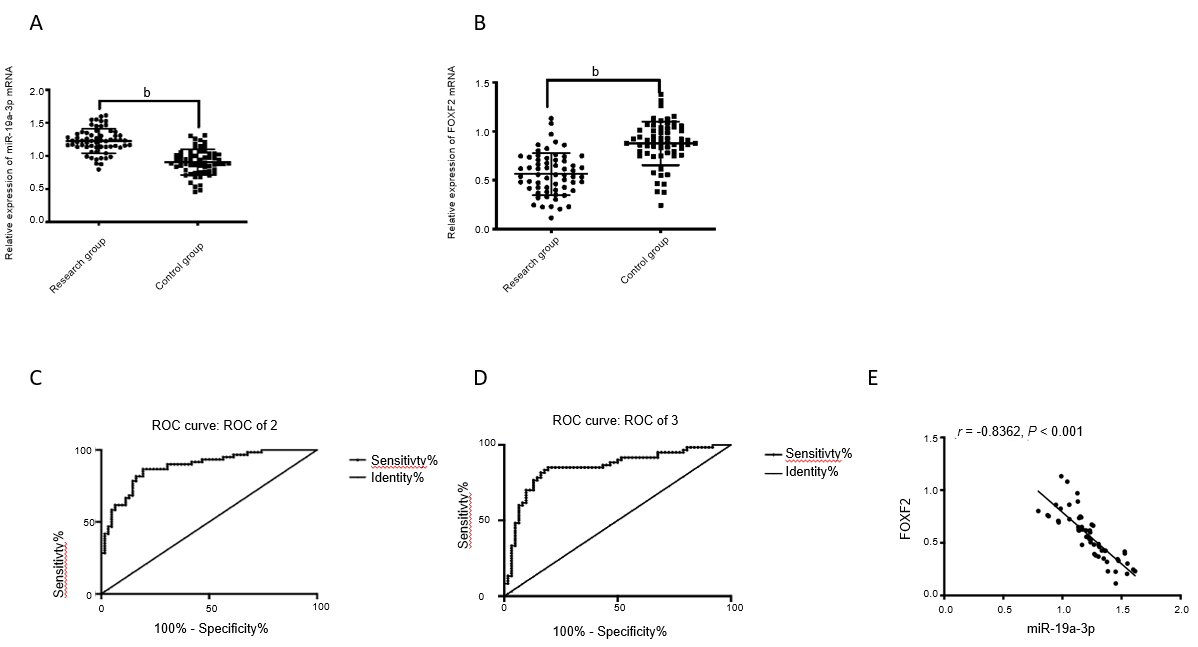 A
Relative expression of miR-19a-3p mRNA
2.0
1.5
1.0
0.5
0.0
b
Research group
Control group
B
Relative expression of FOXF2 mRNA
1.5
1.0
0.5
0.0
b
Research group
Control group
C
ROC curve: ROC of 2
Sensitivty%
100
50
0
0
50
100
100% - Specificity%
Sensitivty%
Identity%
D
ROC curve: ROC of 3
Sensitivty%
100
50
0
0
50
100
100% - Specificity%
Sensitivty%
Identity%
E
r = -0.8362, P < 0.001
FOXF2
1.5
1.0
0.5
0.0
0.0
0.5
1.0
1.5
2.0
miR-19a-3p